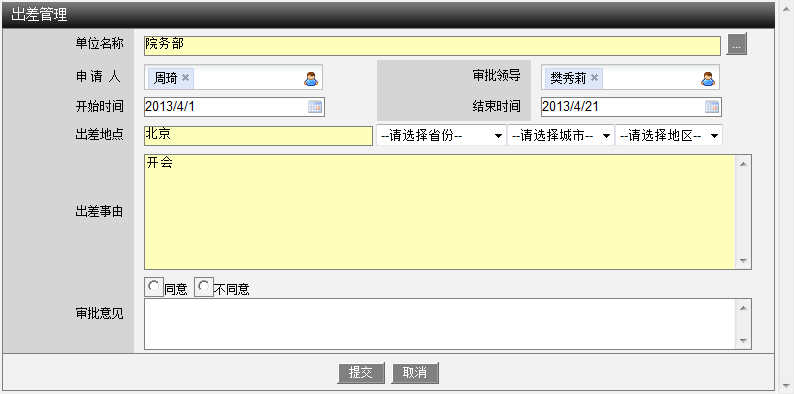 出差管理
单位名称 院务部 ...
申 请 人 周琦 审批领导 樊秀莉
开始时间 2013/4/1 结束时间 2013/4/21
出差地点 北京 --请选择省份-- --请选择城市-- --请选择地区--
出差事由 开会
同意 不同意
审批意见
提交 取消